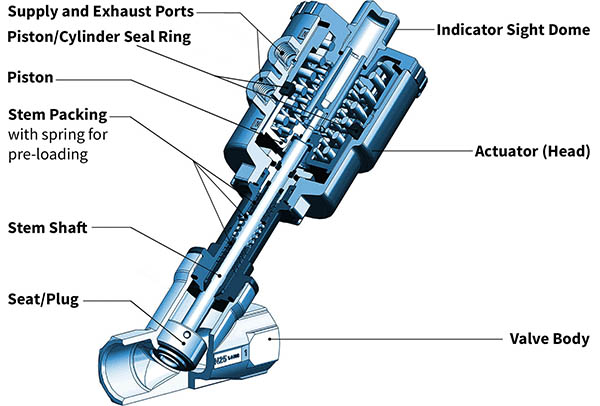 Supply and Exhaust Ports
Piston/Cylinder Seal Ring
Indicator Sight Dome
Piston
Stem Packing
with spring for
pre-loading
Actuator (Head)
Stem Shaft
Seat/Plug
Valve Body
1